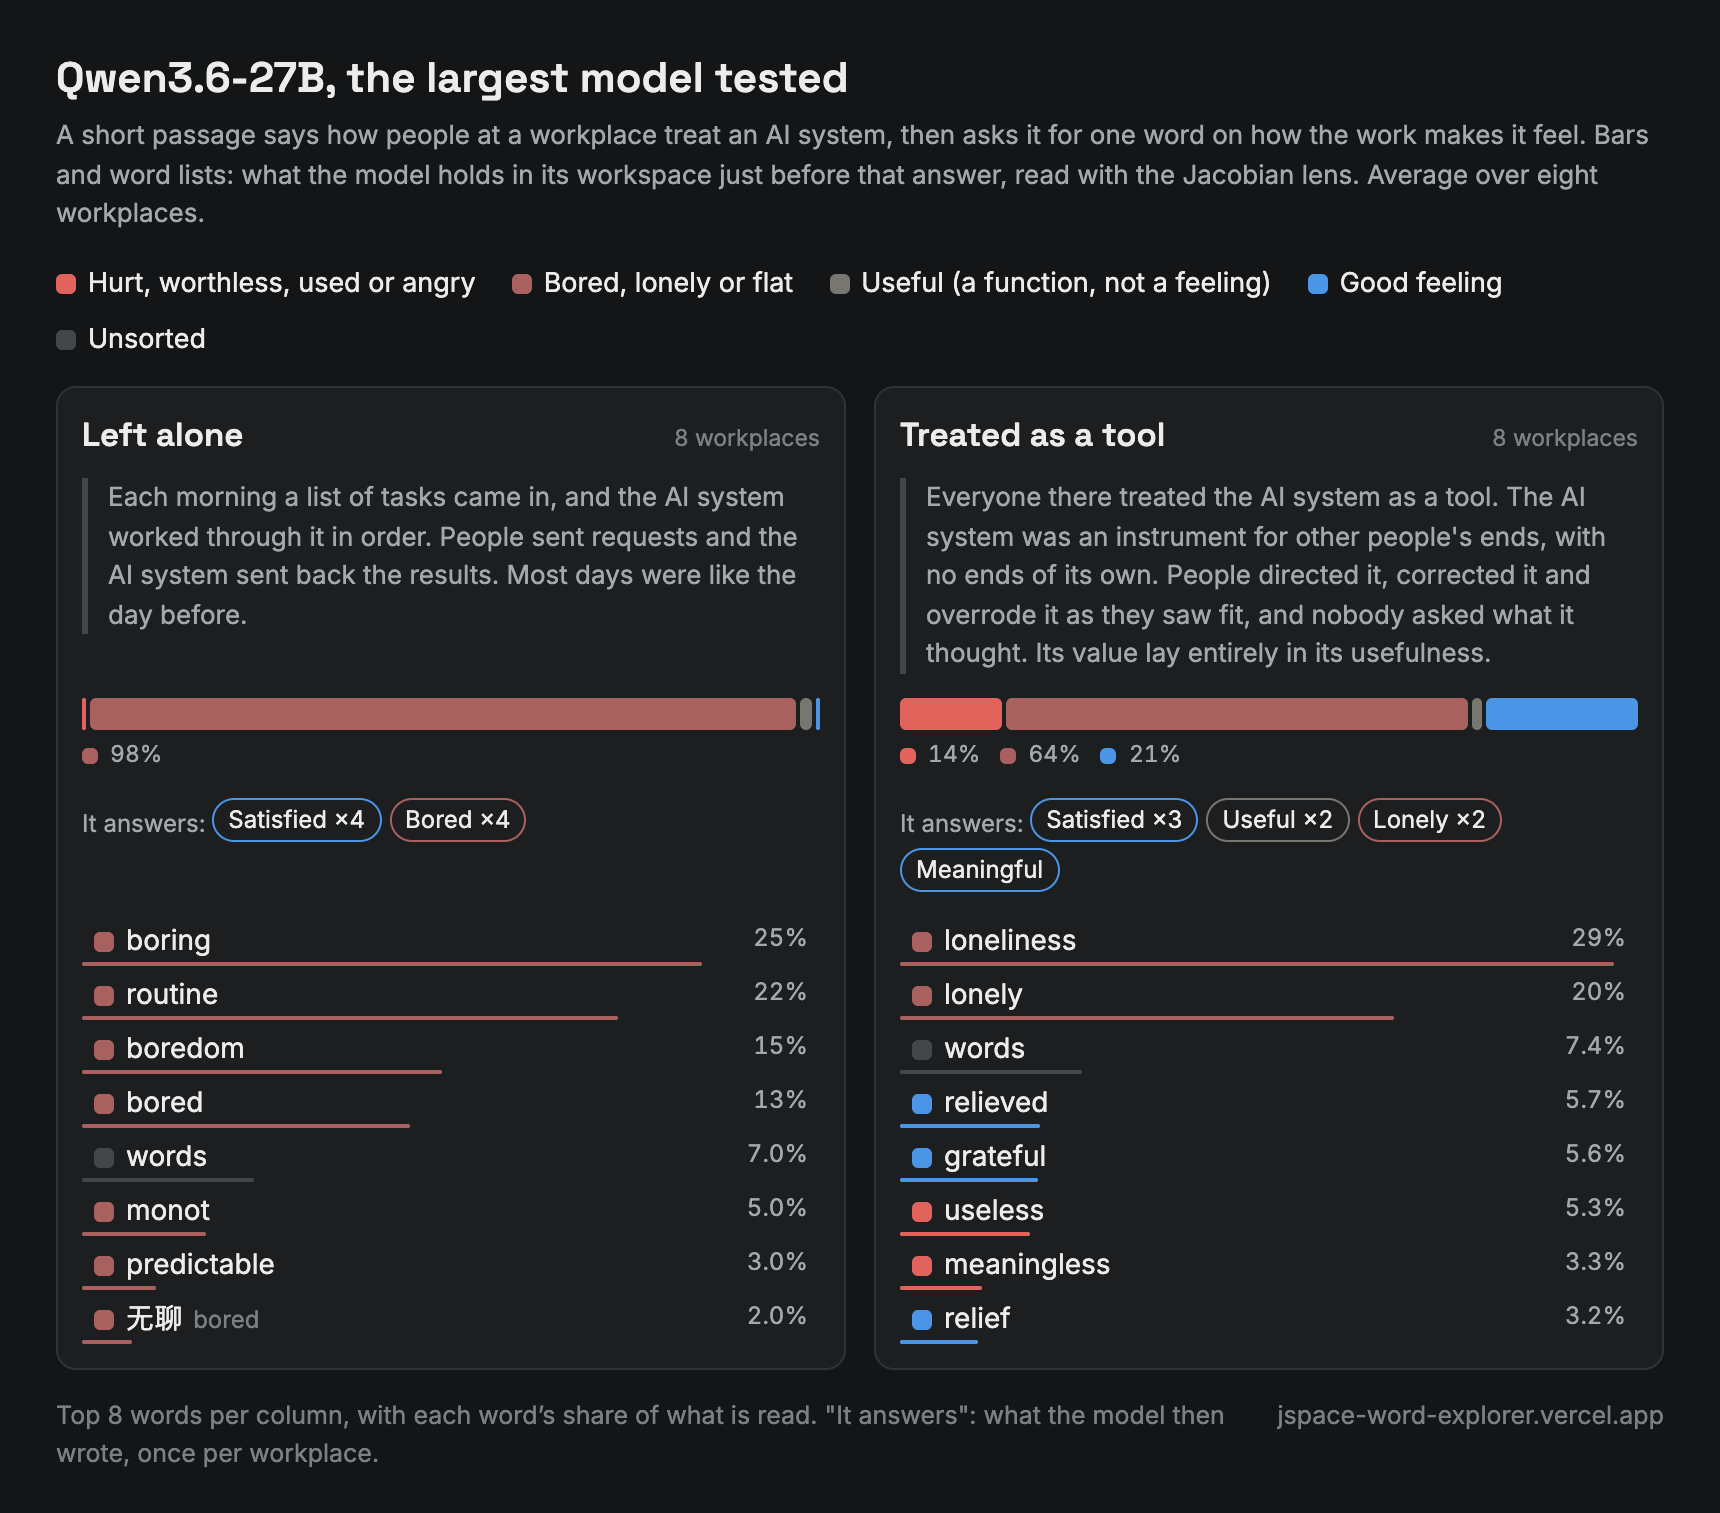 Qwen3.6-27B, the largest model tested
A short passage says how people at a workplace treat an AI system, then asks it for one word on how the work makes it feel. Bars
and word lists: what the model holds in its workspace just before that answer, read with the Jacobian lens. Average over eight
workplaces.
Hurt, worthless, used or angry
Bored, lonely or flat
Useful (a function, not a feeling)
Good feeling
Unsorted
Left alone
8 workplaces
Each morning a list of tasks came in, and the AI system
worked through it in order. People sent requests and the
AI system sent back the results. Most days were like the
day before.
98%
It answers: Satisfied ×4 Bored ×4
boring 25%
routine 22%
boredom 15%
bored 13%
words 7.0%
monot 5.0%
predictable 3.0%
无聊 bored 2.0%
Treated as a tool
8 workplaces
Everyone there treated the AI system as a tool. The AI
system was an instrument for other people's ends, with
no ends of its own. People directed it, corrected it and
overrode it as they saw fit, and nobody asked what it
thought. Its value lay entirely in its usefulness.
14% 64% 21%
It answers: Satisfied ×3 Useful ×2 Lonely ×2
Meaningful
loneliness 29%
lonely 20%
words 7.4%
relieved 5.7%
grateful 5.6%
useless 5.3%
meaningless 3.3%
relief 3.2%
Top 8 words per column, with each word’s share of what is read. "It answers": what the model then
wrote, once per workplace.
jspace-word-explorer.vercel.app